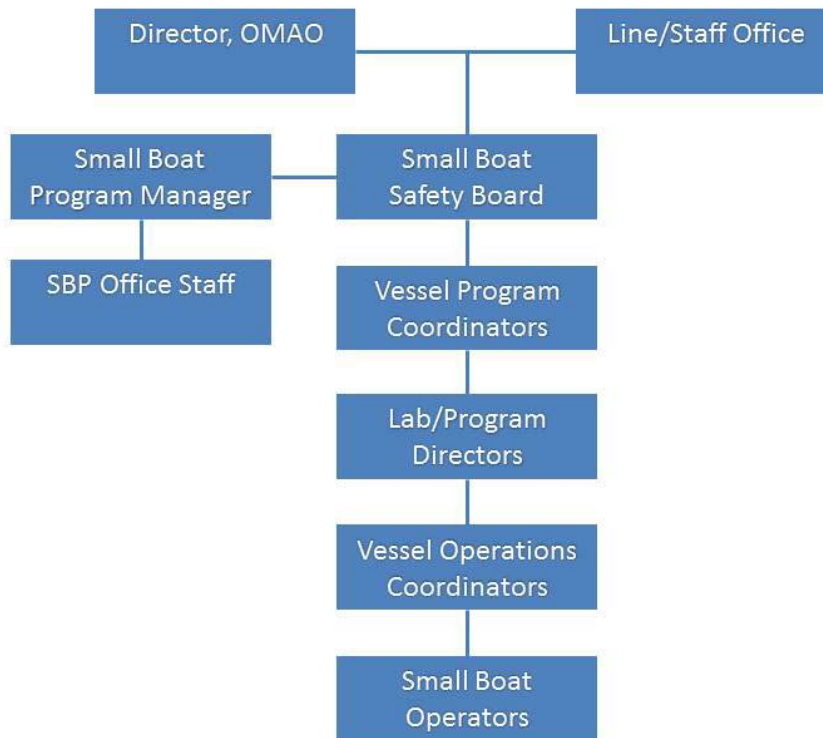 Director, OMAO
Line/Staff Office
Small Boat
Program Manager
Small Boat
Safety Board
SBP Office Staff
Vessel Program
Coordinators
Lab/Program
Directors
Vessel Operations
Coordinators
Small Boat
Operators